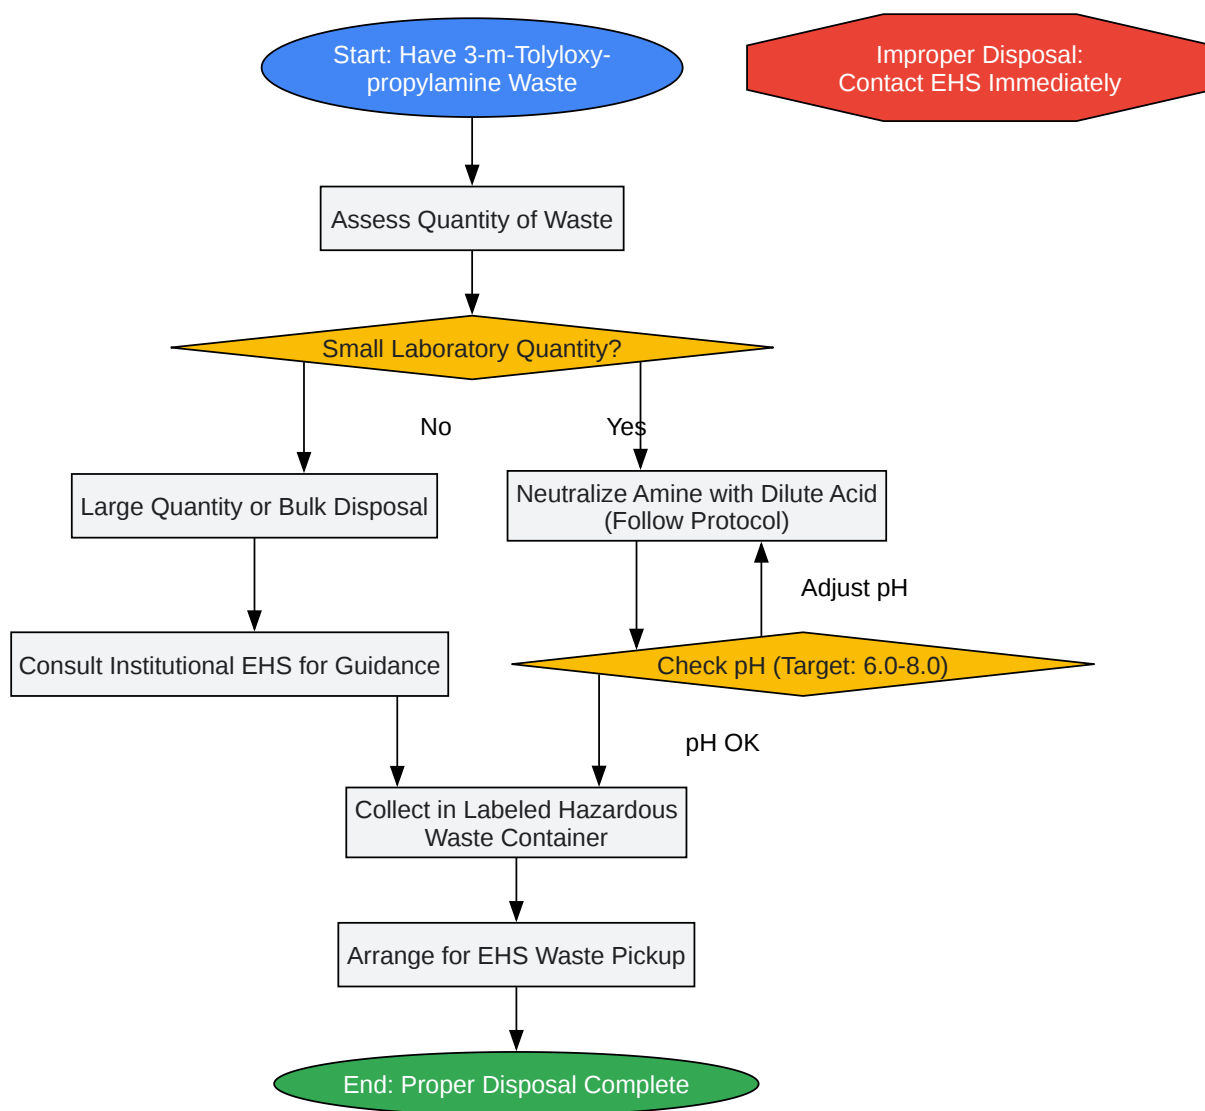 Start: Have 3-m-Tolyloxy-
propylamine Waste
Improper Disposal:
Contact EHS Immediately
Assess Quantity of Waste
Small Laboratory Quantity?
No
Yes
Large Quantity or Bulk Disposal
Neutralize Amine with Dilute Acid
(Follow Protocol)
Adjust pH
Consult Institutional EHS for Guidance
Check pH (Target: 6.0-8.0)
pH OK
Collect in Labeled Hazardous
Waste Container
Arrange for EHS Waste Pickup
End: Proper Disposal Complete